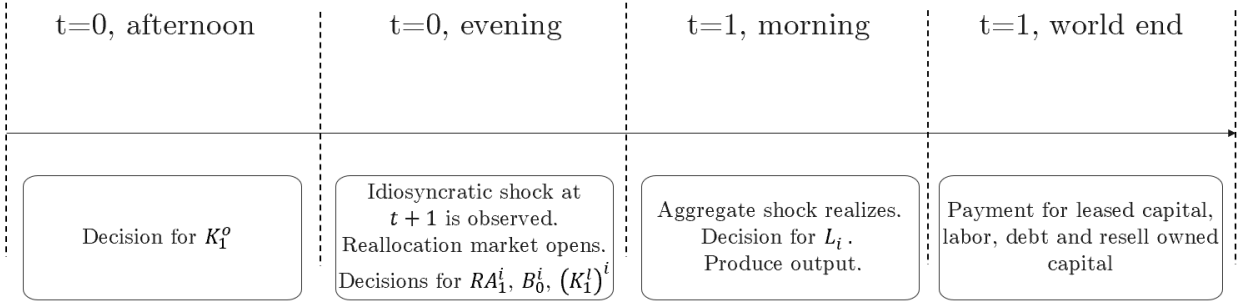 t=0, afternoon
t=0, evening
t=1, morning
t=1, world end
Decision for $K_1^o$
Idiosyncratic shock at
$t + 1$ is observed.
Reallocation market opens.
Decisions for $RA_1^i$, $B_0^i$, $(K_1^l)^i$
Aggregate shock realizes.
Decision for $L_i$ .
Produce output.
Payment for leased capital,
labor, debt and resell owned
capital